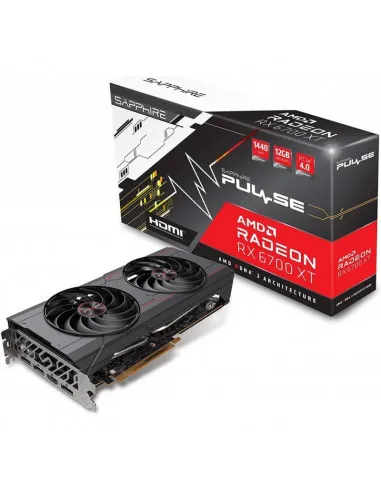 SAPPHIRE
SAPPHIRE
1440
12GB
PCIe
4.0
SAPPHIRE
PULSE
AMD
RADEON
RX 6700 XT
AMD RDNA 2 ARCHITECTURE
HDMI
AMD
RADEON
RX 6700 XT
PULSE